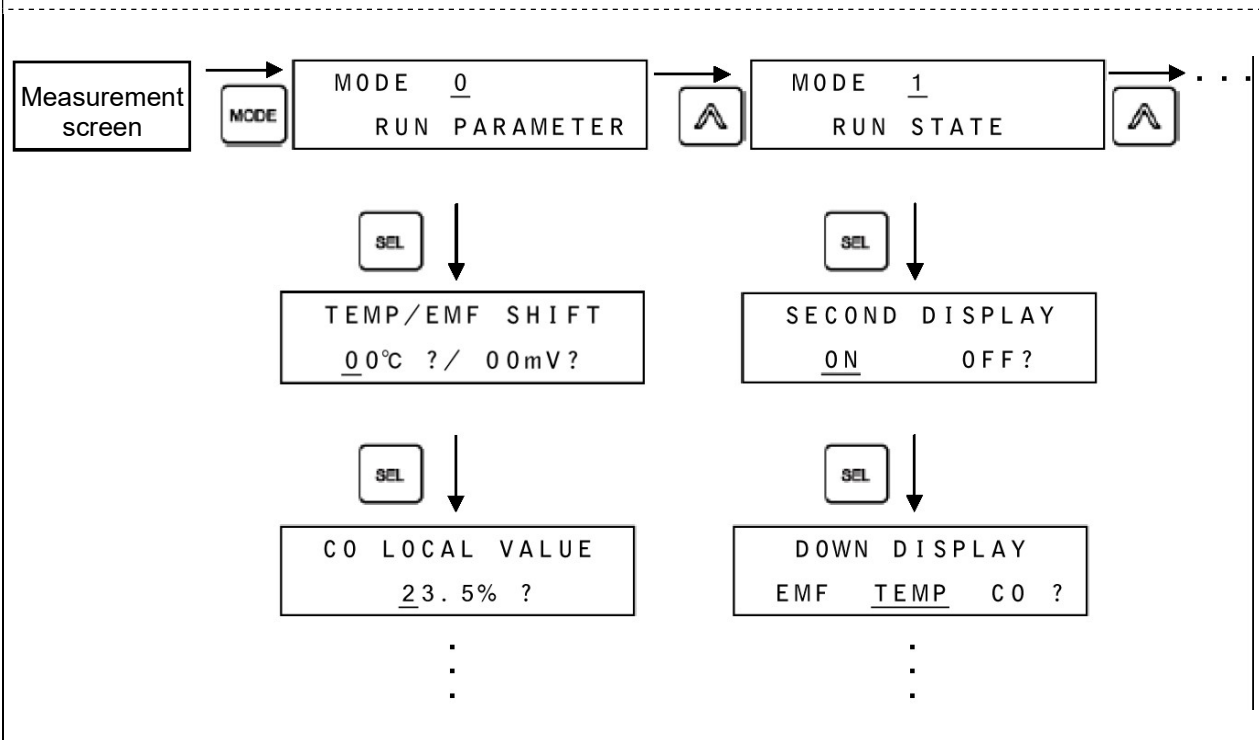 Measurement
screen
MODE
MODE 0
RUN PARAMETER
MODE 1
RUN STATE
. . .
SEL
SEL
TEMP/EMF SHIFT
00℃ ?/ 00mV?
SECOND DISPLAY
ON OFF?
SEL
SEL
CO LOCAL VALUE
23.5% ?
DOWN DISPLAY
EMF TEMP CO ?